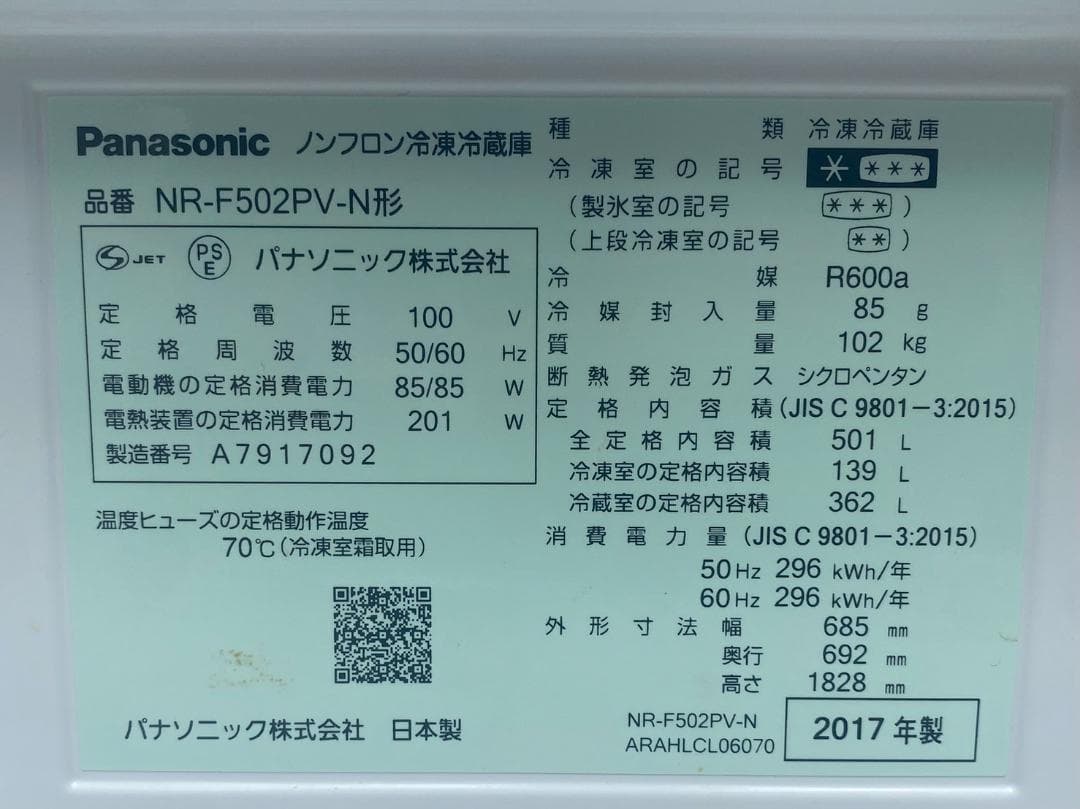 Panasonic ノンフロン冷凍冷蔵庫
品番 NR-F502PV-N形
S JET PSE パナソニック株式会社
定格電圧 100 V
定格周波数 50/60 Hz
電動機の定格消費電力 85/85 W
電熱装置の定格消費電力 201 W
製造番号 A7917092
温度ヒューズの定格動作温度
70℃(冷凍室霜取用)
パナソニック株式会社 日本製
種類 冷凍冷蔵庫
冷凍室の記号 * ***
(製氷室の記号 ***)
(上段冷凍室の記号 **)
冷媒 R600a
冷媒封入量 85 g
質量 102 kg
断熱発泡ガス シクロペンタン
定格内容積(JIS C 9801-3:2015)
全定格内容積 501 L
冷凍室の定格内容積 139 L
冷蔵室の定格内容積 362 L
消費電力量(JIS C 9801-3:2015)
50Hz 296 kWh/年
60Hz 296 kWh/年
外形寸法幅 685 mm
奥行 692 mm
高さ 1828 mm
NR-F502PV-N
ARAHLCL06070
2017年製